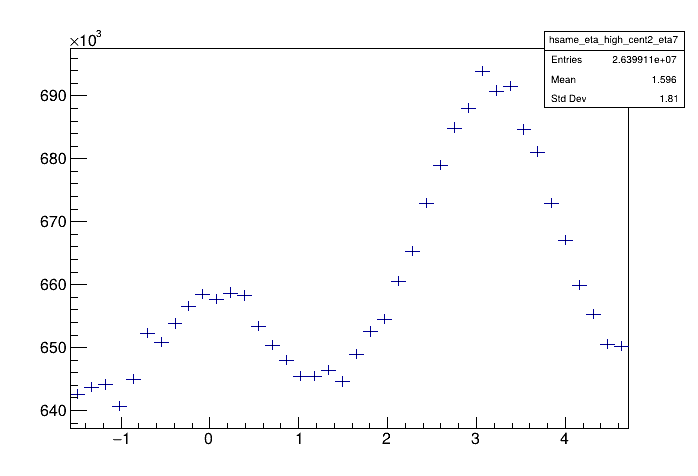 ×10³
hsame_eta_high_cent2_eta7
Entries 2.639911e+07
Mean 1.596
Std Dev 1.81
690
680
670
660
650
640
−1 0 1 2 3 4